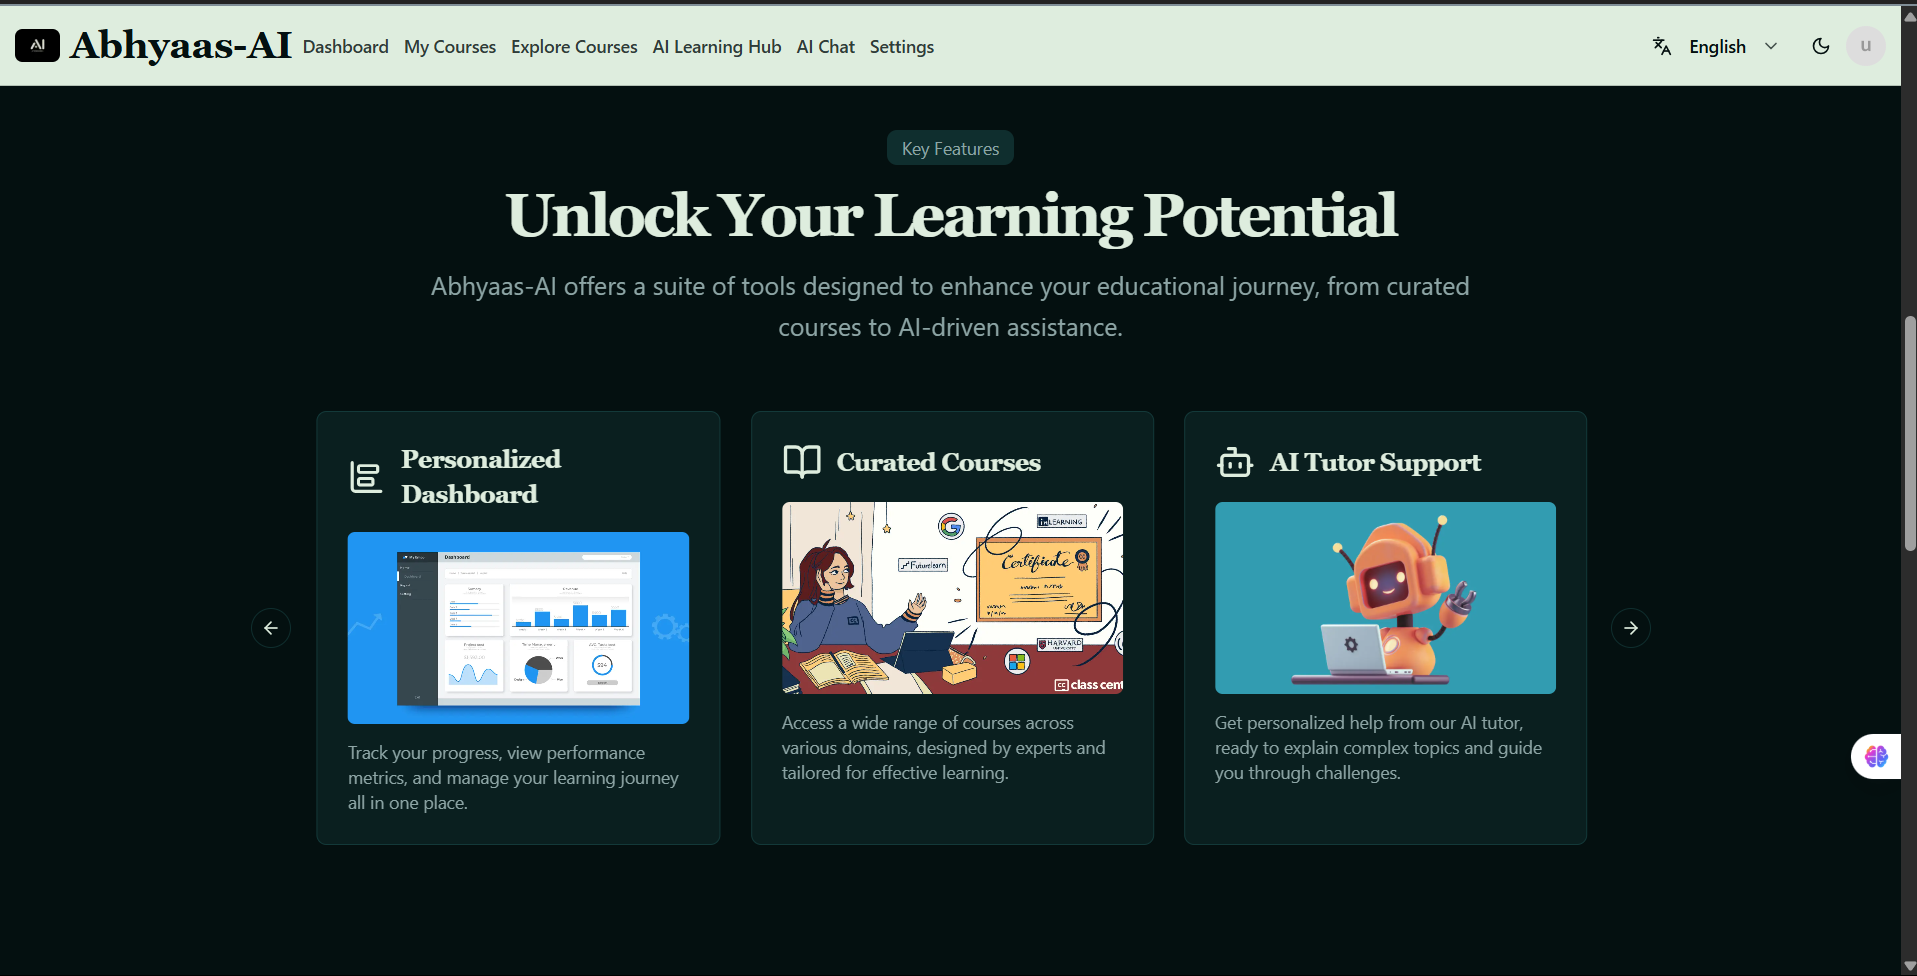 AI
Abhyaas-AI
Dashboard My Courses Explore Courses AI Learning Hub AI Chat Settings
English
u
Key Features
Unlock Your Learning Potential
Abhyaas-AI offers a suite of tools designed to enhance your educational journey, from curated
courses to AI-driven assistance.
Personalized
Dashboard
Dashboard
Track your progress, view performance
metrics, and manage your learning journey
all in one place.
Curated Courses
G
in LEARNING
Futurelearn
Certificate
HARVARD
UNIVERSITY
cc class cent
Access a wide range of courses across
various domains, designed by experts and
tailored for effective learning.
AI Tutor Support
Get personalized help from our AI tutor,
ready to explain complex topics and guide
you through challenges.